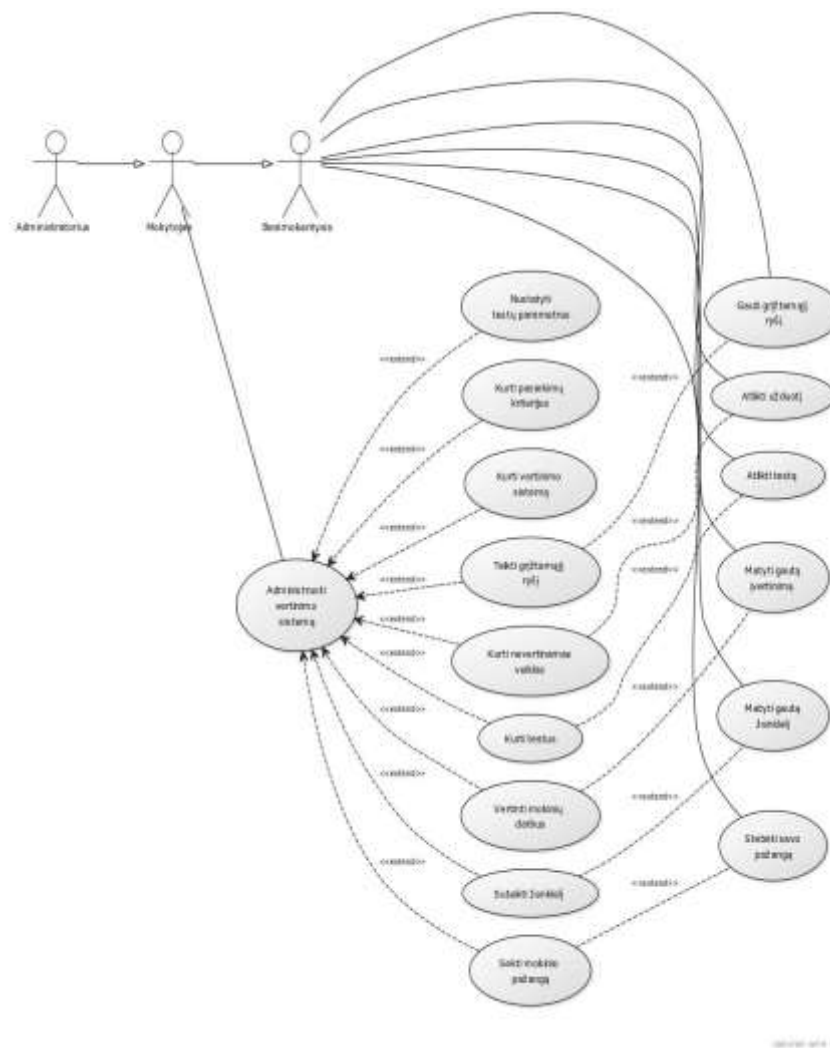 Administratorius
Mokytojas
Besimokantysis
Nustatyti
testų parametrus
Gauti grįžtamąjį
ryšį
<<extend>>
<<extend>>
Kurti pasiekimų
kriterijus
Atlikti užduotį
<<extend>>
Kurti vertinimo
sistemą
Atlikti testą
<<extend>>
<<extend>>
Teikti grįžtamąjį
ryšį
<<extend>>
<<extend>>
Matyti gautą
įvertinimą
Administruoti
vertinimo
sistemą
<<extend>>
Kurti nevertinamas
veiklas
<<extend>>
<<extend>>
Matyti gautą
ženklelį
<<extend>>
Kurti testus
Vertinti mokinių
darbus
<<extend>>
Stebėti savo
pažangą
<<extend>>
Suteikti ženklelį
<<extend>>
Sekti mokinio
pažangą